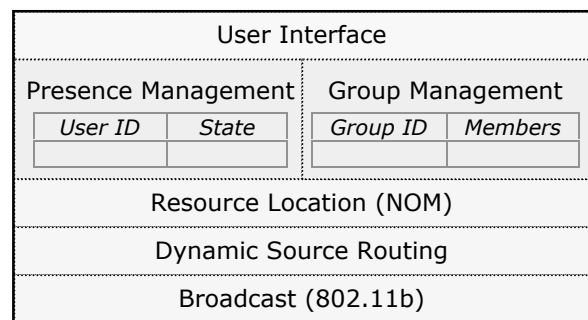 User Interface
Presence Management
User ID State
Group Management
Group ID Members
Resource Location (NOM)
Dynamic Source Routing
Broadcast (802.11b)